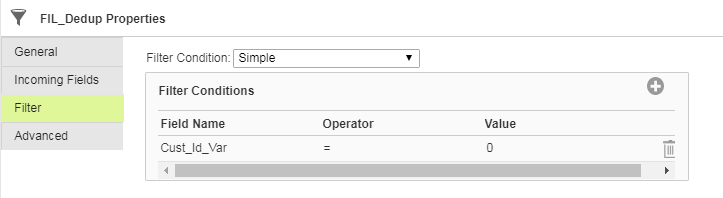 FIL_Dedup Properties
General
Incoming Fields
Filter
Advanced
Filter Condition: Simple
Filter Conditions
Field Name Operator Value
Cust_Id_Var = 0